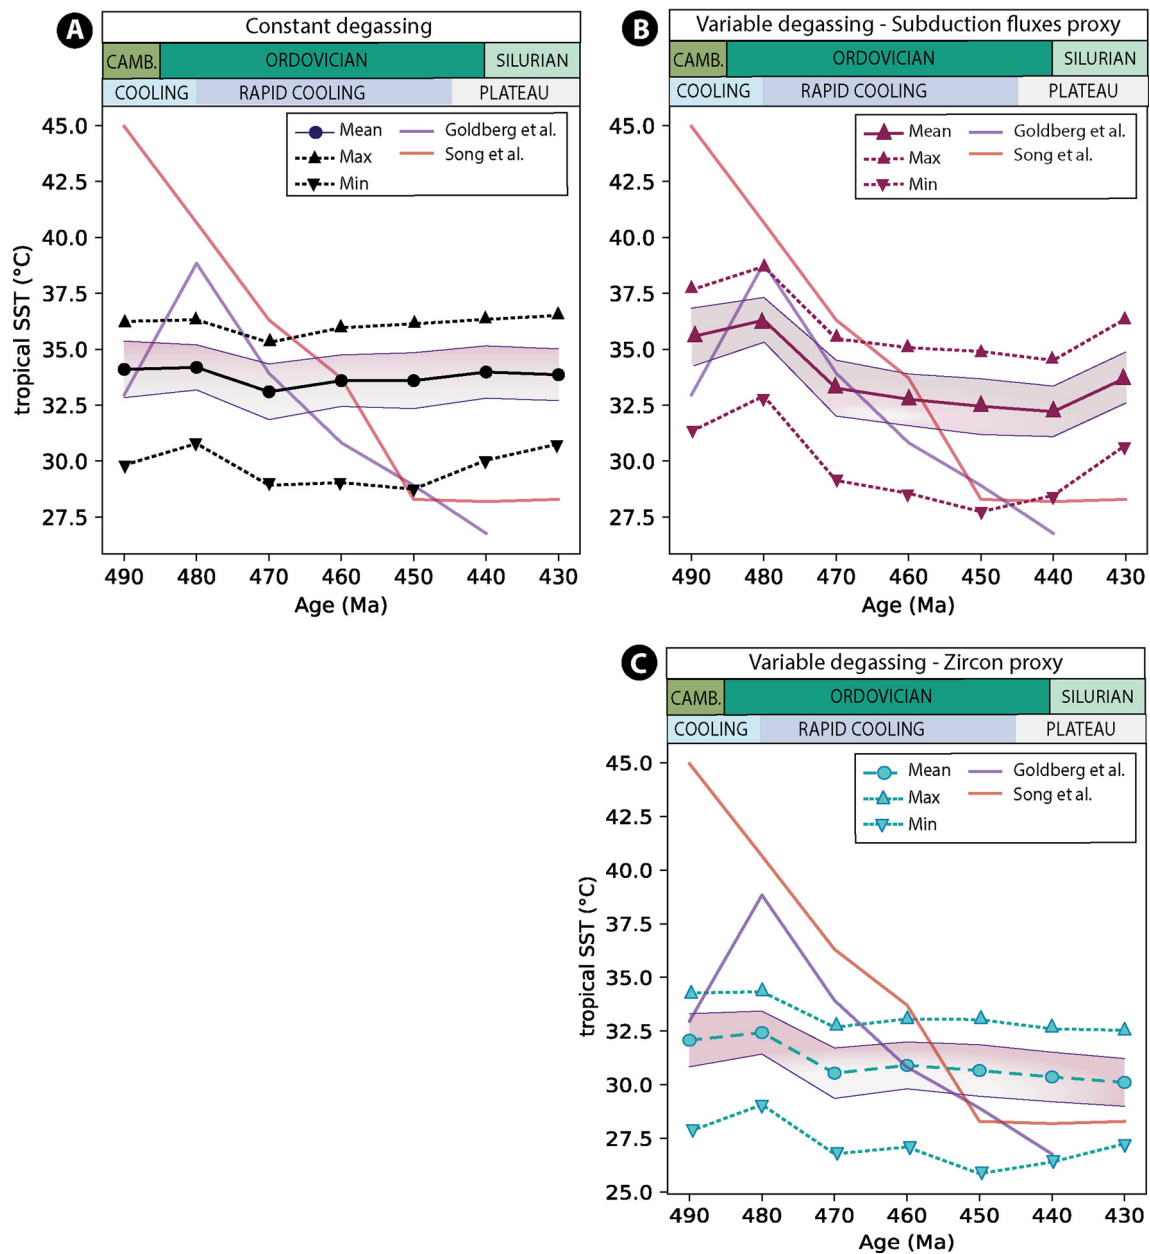 A
Constant degassing
CAMB. ORDOVICIAN SILURIAN
COOLING RAPID COOLING PLATEAU
Mean Goldberg et al.
Max Song et al.
Min
45.0
42.5
40.0
37.5
35.0
32.5
30.0
27.5
tropical SST (°C)
490 480 470 460 450 440 430
Age (Ma)
B
Variable degassing - Subduction fluxes proxy
CAMB. ORDOVICIAN SILURIAN
COOLING RAPID COOLING PLATEAU
Mean Goldberg et al.
Max Song et al.
Min
45.0
42.5
40.0
37.5
35.0
32.5
30.0
27.5
490 480 470 460 450 440 430
Age (Ma)
C
Variable degassing - Zircon proxy
CAMB. ORDOVICIAN SILURIAN
COOLING RAPID COOLING PLATEAU
Mean Goldberg et al.
Max Song et al.
Min
45.0
42.5
40.0
37.5
35.0
32.5
30.0
27.5
25.0
tropical SST (°C)
490 480 470 460 450 440 430
Age (Ma)